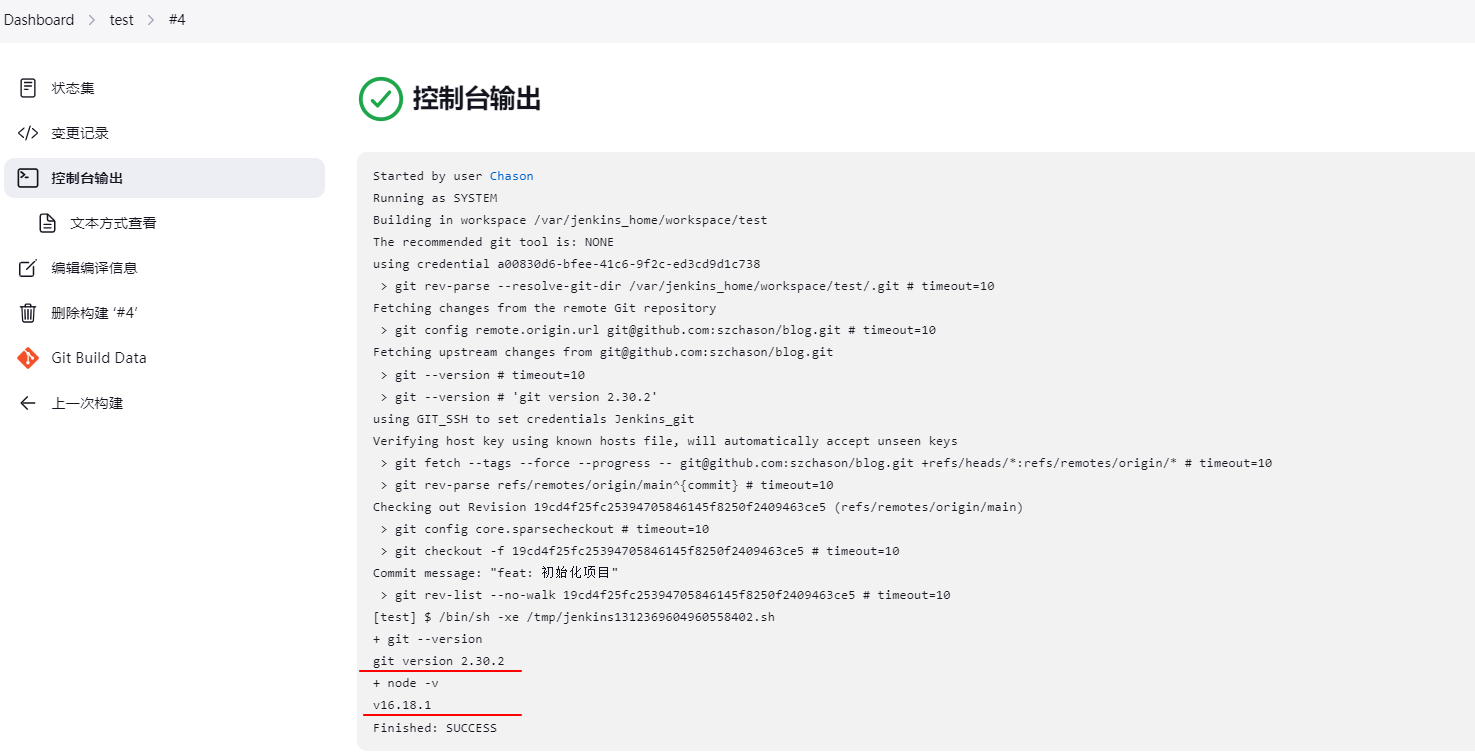 Dashboard > test > #4
状态集
变更记录
控制台输出
文本方式查看
编辑编译信息
删除构建 ‘#4’
Git Build Data
上一次构建
控制台输出
Started by user Chason
Running as SYSTEM
Building in workspace /var/jenkins_home/workspace/test
The recommended git tool is: NONE
using credential a00830d6-bfee-41c6-9f2c-ed3cd9d1c738
 > git rev-parse --resolve-git-dir /var/jenkins_home/workspace/test/.git # timeout=10
Fetching changes from the remote Git repository
 > git config remote.origin.url git@github.com:szchason/blog.git # timeout=10
Fetching upstream changes from git@github.com:szchason/blog.git
 > git --version # timeout=10
 > git --version # 'git version 2.30.2'
using GIT_SSH to set credentials Jenkins_git
Verifying host key using known hosts file, will automatically accept unseen keys
 > git fetch --tags --force --progress -- git@github.com:szchason/blog.git +refs/heads/*:refs/remotes/origin/* # timeout=10
 > git rev-parse refs/remotes/origin/main^{commit} # timeout=10
Checking out Revision 19cd4f25fc25394705846145f8250f2409463ce5 (refs/remotes/origin/main)
 > git config core.sparsecheckout # timeout=10
 > git checkout -f 19cd4f25fc25394705846145f8250f2409463ce5 # timeout=10
Commit message: "feat: 初始化项目"
 > git rev-list --no-walk 19cd4f25fc25394705846145f8250f2409463ce5 # timeout=10
[test] $ /bin/sh -xe /tmp/jenkins1312369604960558402.sh
+ git --version
git version 2.30.2
+ node -v
v16.18.1
Finished: SUCCESS